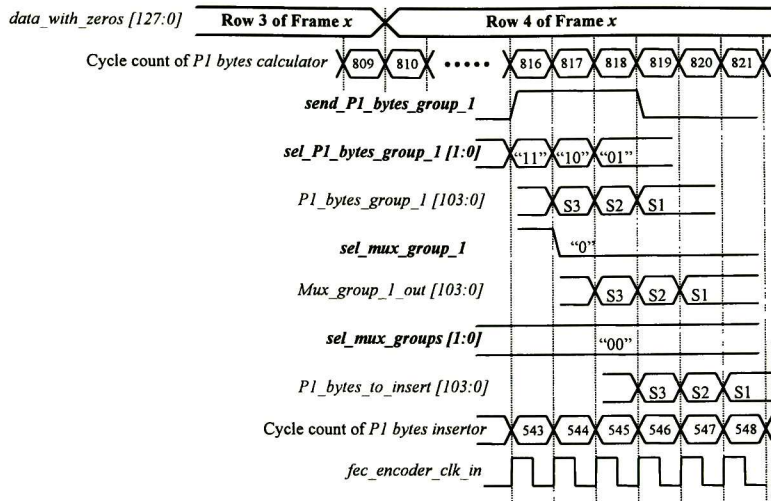 data_with_zeros [127:0] Row 3 of Frame x Row 4 of Frame x
Cycle count of P1 bytes calculator 809 810 ..... 816 817 818 819 820 821
send_P1_bytes_group_1
sel_P1_bytes_group_1 [1:0] “11” “10” “01”
P1_bytes_group_1 [103:0] S3 S2 S1
sel_mux_group_1 “0”
Mux_group_1_out [103:0] S3 S2 S1
sel_mux_groups [1:0] “00”
P1_bytes_to_insert [103:0] S3 S2 S1
Cycle count of P1 bytes insertor 543 544 545 546 547 548
fec_encoder_clk_in